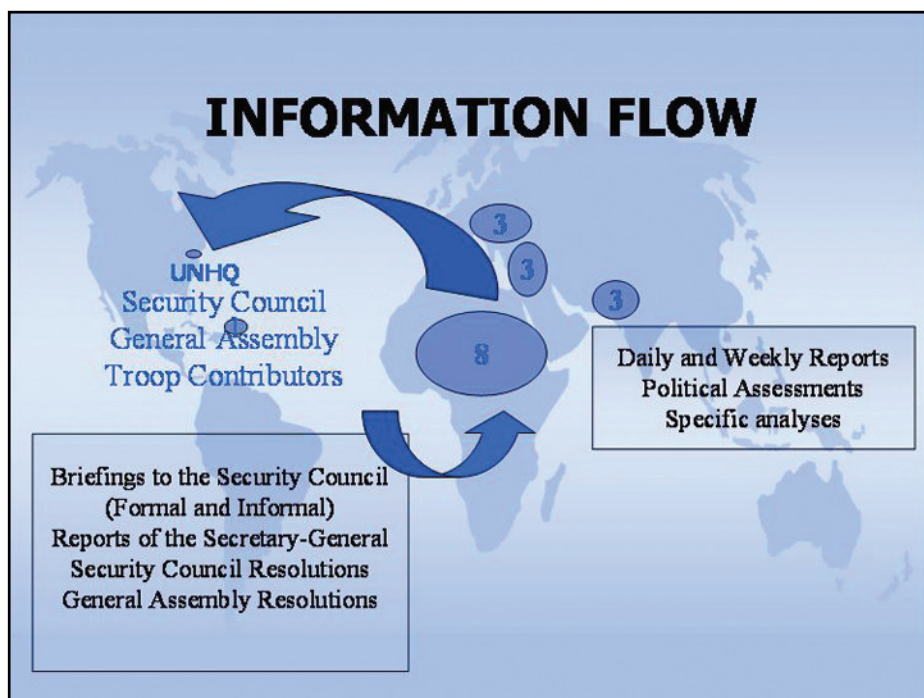 INFORMATION FLOW
3
3
3
8
UNHQ
Security Council
General Assembly
Troop Contributors
Daily and Weekly Reports
Political Assessments
Specific analyses
Briefings to the Security Council
(Formal and Informal)
Reports of the Secretary-General
Security Council Resolutions
General Assembly Resolutions